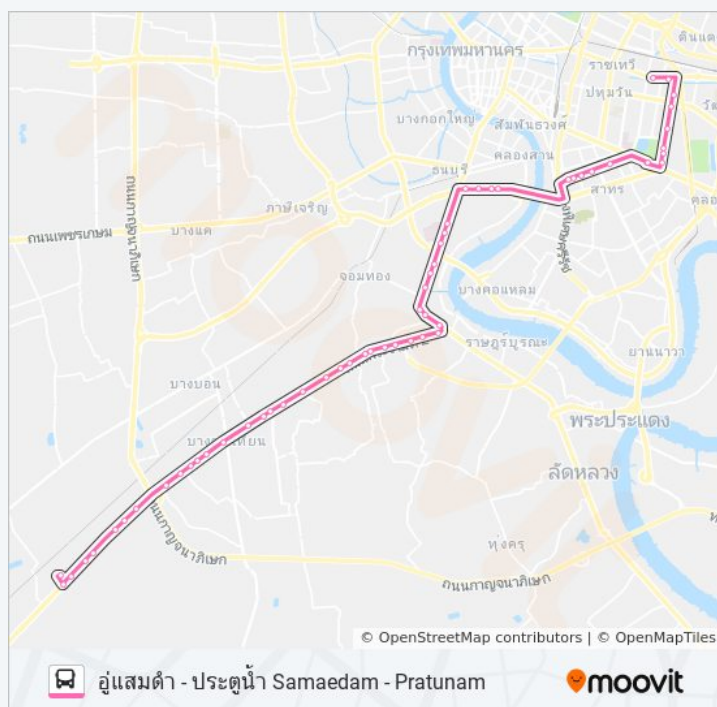 ดินแดง
กรุงเทพมหานคร
ราชเทวี
ปทุมวัน
บางกอกใหญ่
สัมพันธวงศ์
คลองสาน
ธนบุรี
สาทร
ภาษีเจริญ
ถนนเพชรเกษม
บางแค
ถนนกาญจนาภิเษก
จอมทอง
บางคอแหลม
ราษฎร์บูรณะ
ยานนาวา
บางบอน
พระประแดง
ลัดหลวง
ทุ่งครุ
ถนนกาญจนาภิเษก
ถนนกาญจนาภิเษก
© OpenStreetMap contributors | © OpenMapTiles
อู่แสมดำ - ประตูน้ำ Samaedam - Pratunam
moovit